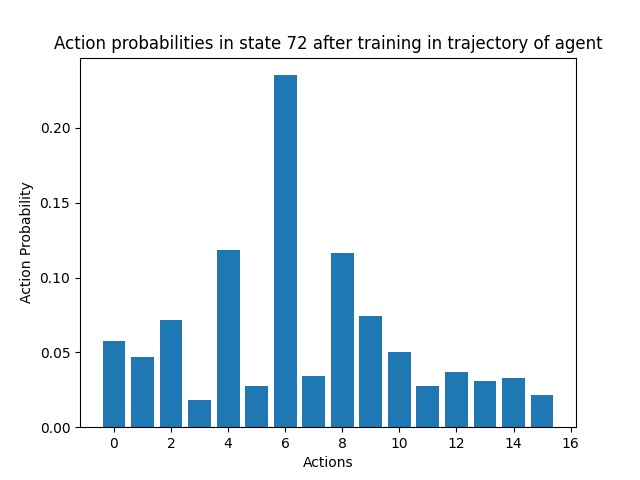 Action probabilities in state 72 after training in trajectory of agent
0.20
0.15
0.10
0.05
0.00
Action Probability
0 2 4 6 8 10 12 14 16
Actions